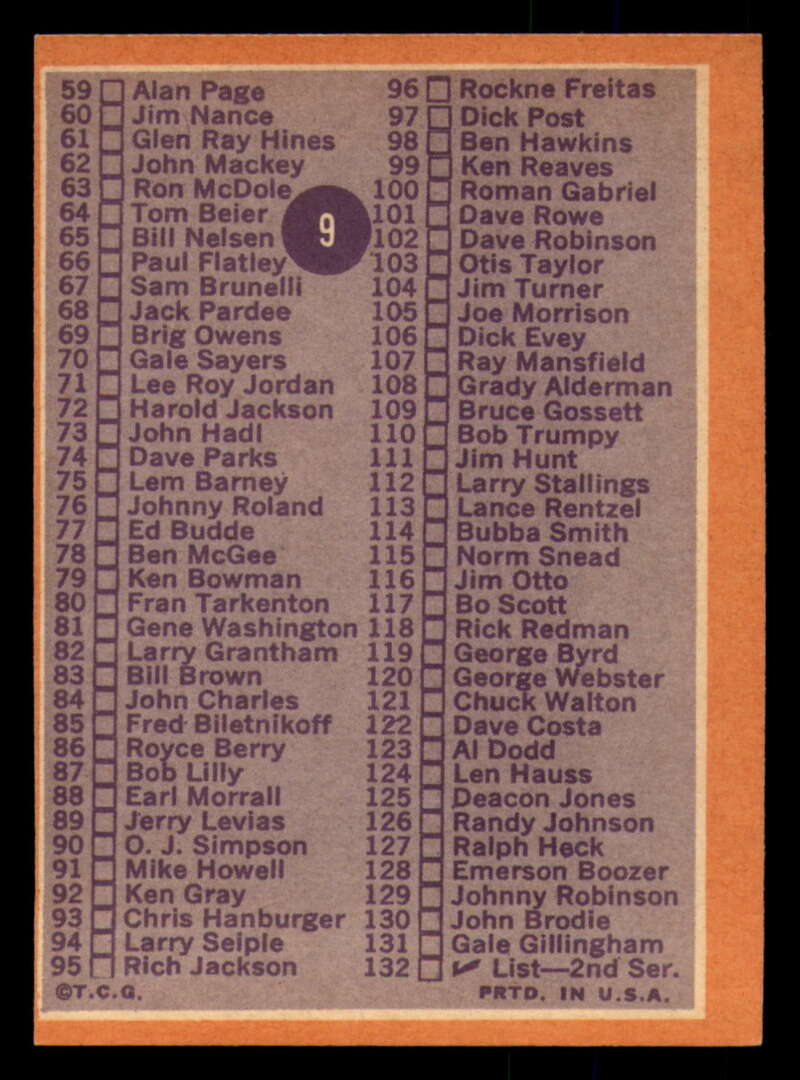 59 Alan Page
60 Jim Nance
61 Glen Ray Hines
62 John Mackey
63 Ron McDole
64 Tom Beier
65 Bill Nelsen
66 Paul Flatley
67 Sam Brunelli
68 Jack Pardee
69 Brig Owens
70 Gale Sayers
71 Lee Roy Jordan
72 Harold Jackson
73 John Hadl
74 Dave Parks
75 Lem Barney
76 Johnny Roland
77 Ed Budde
78 Ben McGee
79 Ken Bowman
80 Fran Tarkenton
81 Gene Washington
82 Larry Grantham
83 Bill Brown
84 John Charles
85 Fred Biletnikoff
86 Royce Berry
87 Bob Lilly
88 Earl Morrall
89 Jerry Levias
90 O. J. Simpson
91 Mike Howell
92 Ken Gray
93 Chris Hanburger
94 Larry Seiple
95 Rich Jackson
©T.C.G.
9
96 Rockne Freitas
97 Dick Post
98 Ben Hawkins
99 Ken Reaves
100 Roman Gabriel
101 Dave Rowe
102 Dave Robinson
103 Otis Taylor
104 Jim Turner
105 Joe Morrison
106 Dick Evey
107 Ray Mansfield
108 Grady Alderman
109 Bruce Gossett
110 Bob Trumpy
111 Jim Hunt
112 Larry Stallings
113 Lance Rentzel
114 Bubba Smith
115 Norm Snead
116 Jim Otto
117 Bo Scott
118 Rick Redman
119 George Byrd
120 George Webster
121 Chuck Walton
122 Dave Costa
123 Al Dodd
124 Len Hauss
125 Deacon Jones
126 Randy Johnson
127 Ralph Heck
128 Emerson Boozer
129 Johnny Robinson
130 John Brodie
131 Gale Gillingham
132 ✔ List—2nd Ser.
PRTD. IN U.S.A.